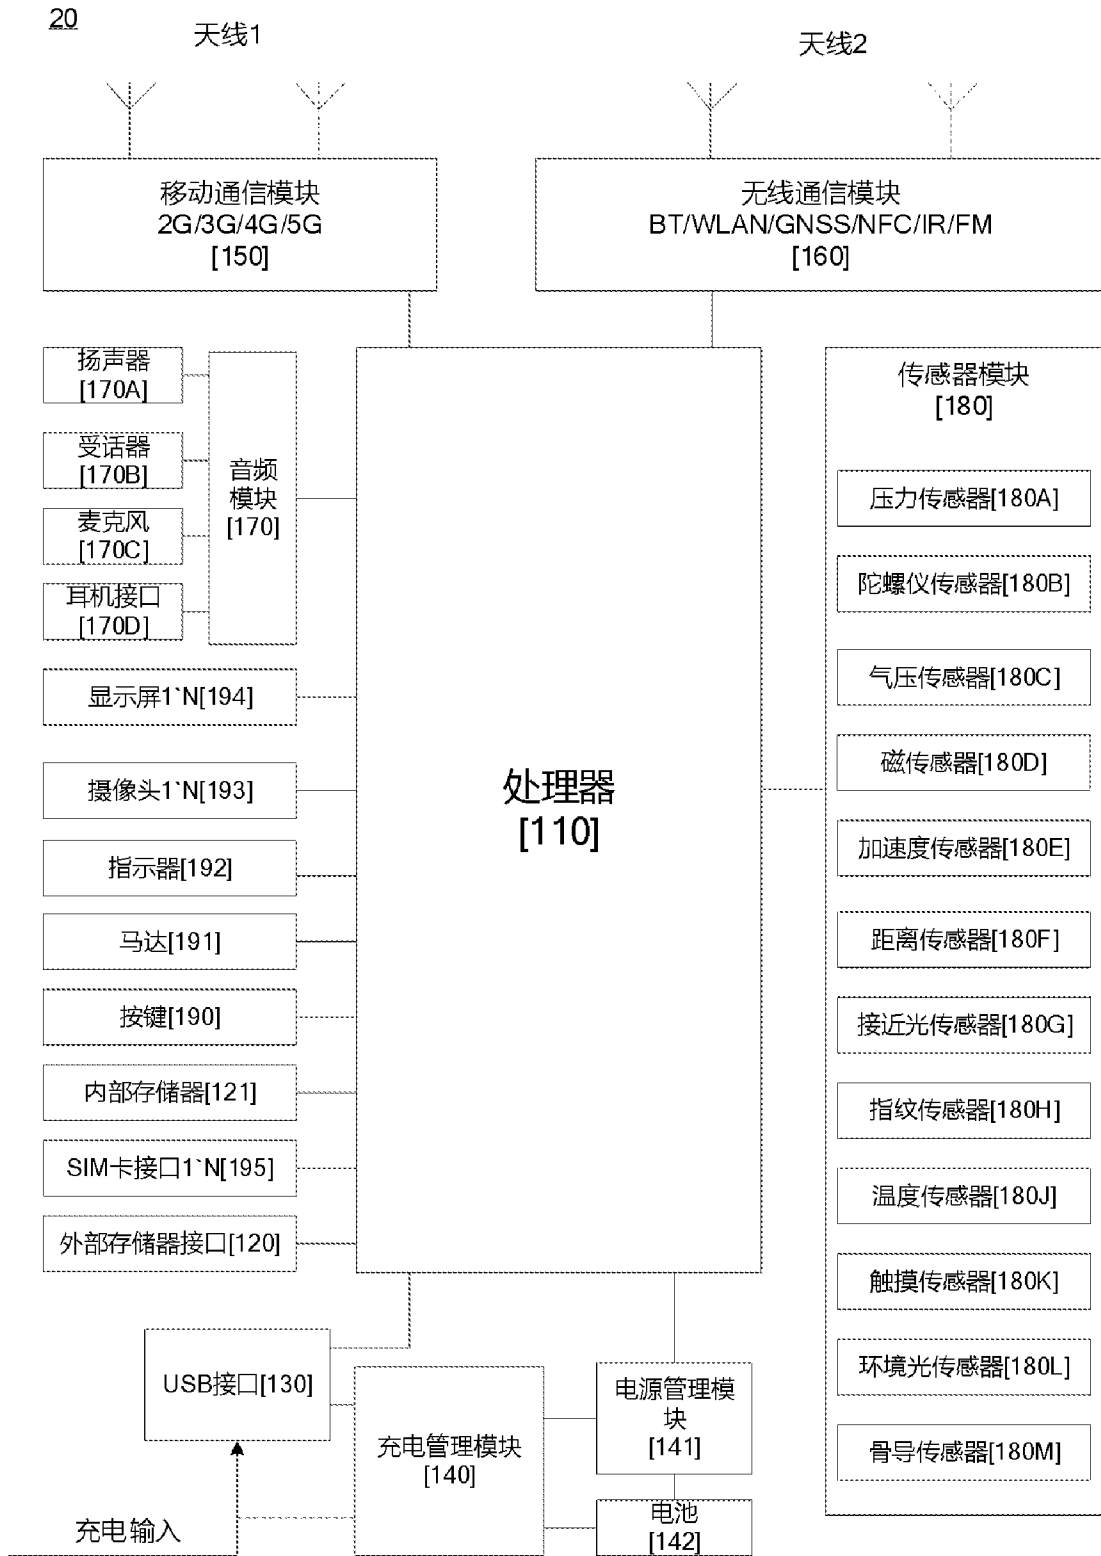 20
天线1
天线2
移动通信模块
2G/3G/4G/5G
[150]
无线通信模块
BT/WLAN/GNSS/NFC/IR/FM
[160]
扬声器
[170A]
受话器
[170B]
麦克风
[170C]
耳机接口
[170D]
音频
模块
[170]
显示屏1`N[194]
摄像头1`N[193]
指示器[192]
马达[191]
按键[190]
内部存储器[121]
SIM卡接口1`N[195]
外部存储器接口[120]
处理器
[110]
传感器模块
[180]
压力传感器[180A]
陀螺仪传感器[180B]
气压传感器[180C]
磁传感器[180D]
加速度传感器[180E]
距离传感器[180F]
接近光传感器[180G]
指纹传感器[180H]
温度传感器[180J]
触摸传感器[180K]
环境光传感器[180L]
骨导传感器[180M]
USB接口[130]
充电管理模块
[140]
电源管理模
块
[141]
电池
[142]
充电输入